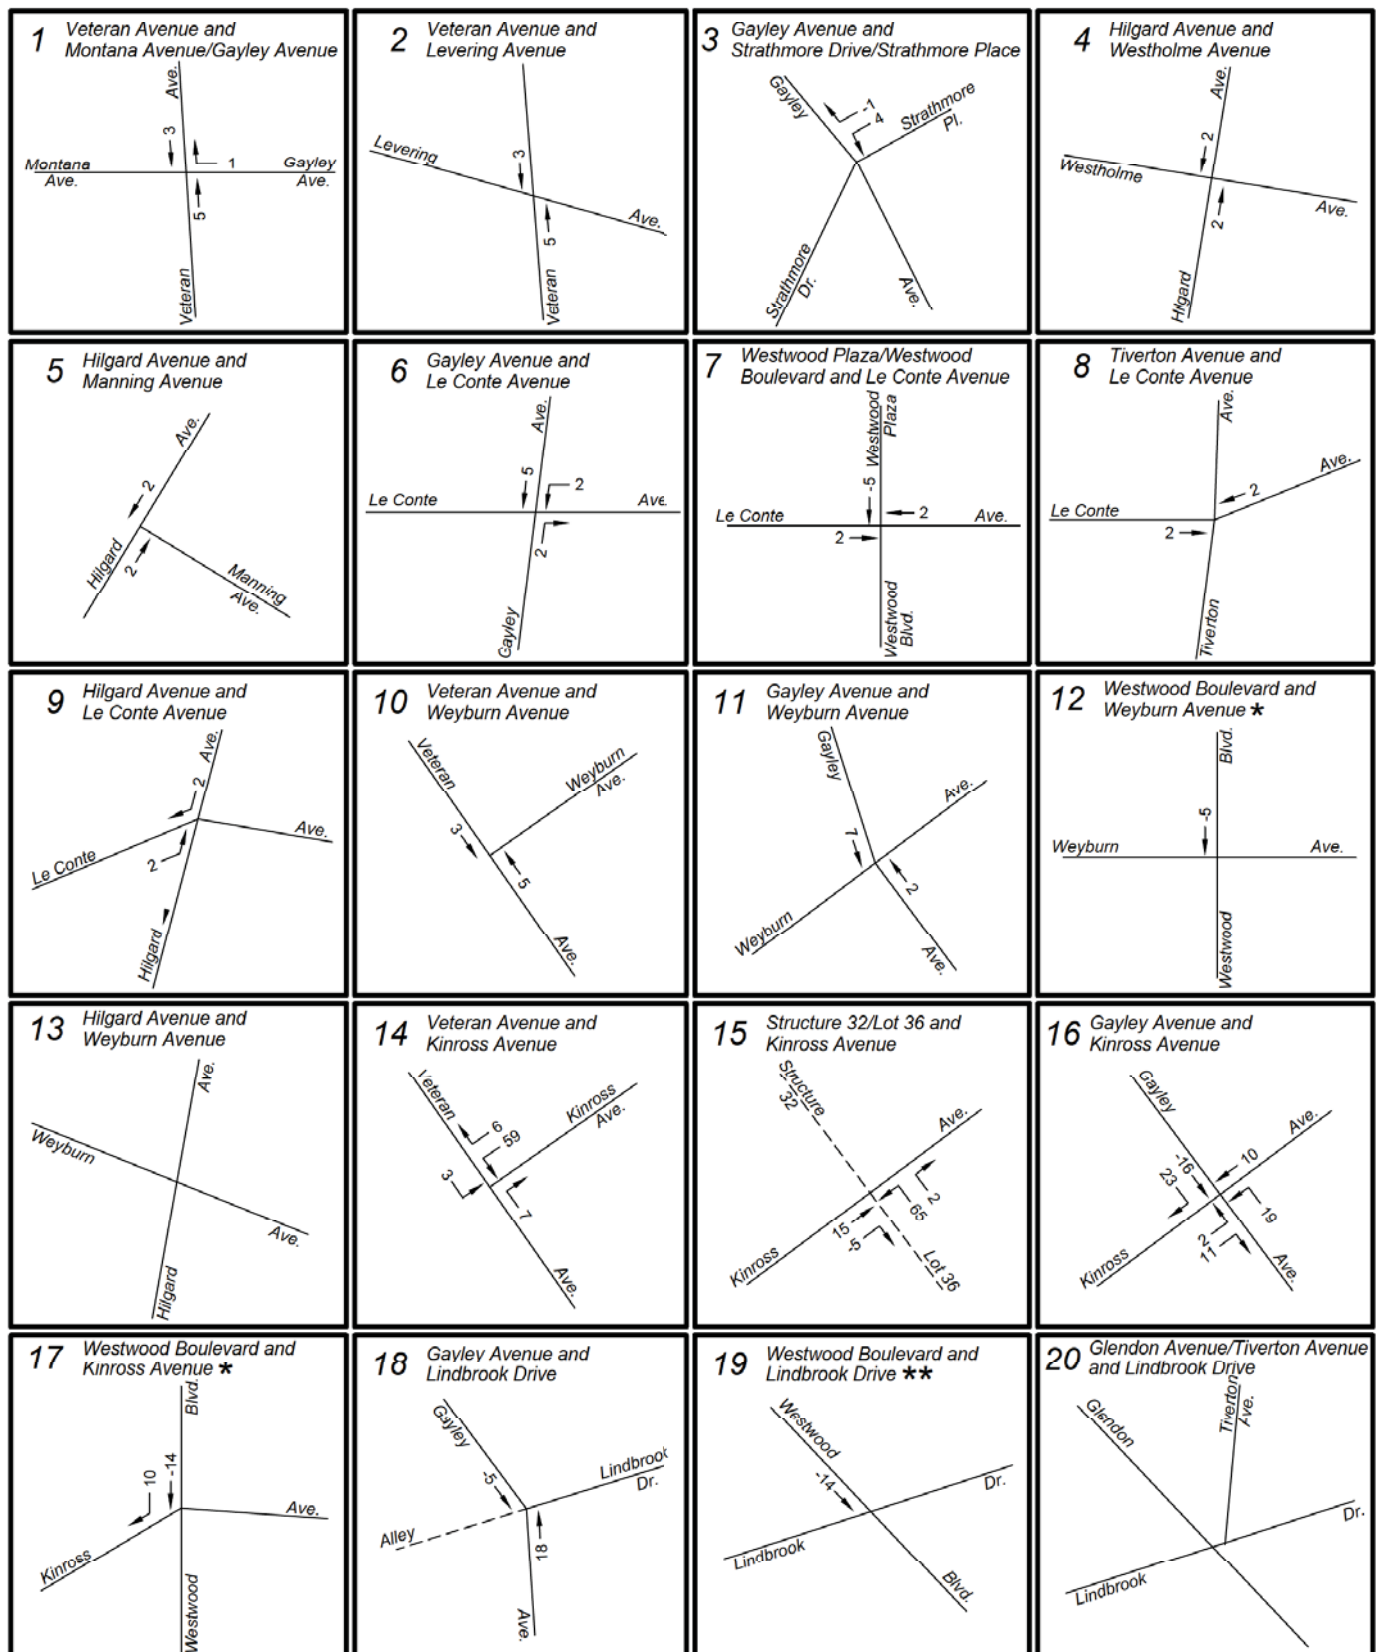 1
Veteran Avenue and
Montana Avenue/Gayley Avenue
Ave.
3
Montana
Ave.
1
Gayley
Ave.
5
Veteran
2
Veteran Avenue and
Levering Avenue
Levering
3
Ave.
5
Veteran
3
Gayley Avenue and
Strathmore Drive/Strathmore Place
Gayley
-1
4
Strathmore
Pl.
Strathmore
Dr.
Ave.
4
Hilgard Avenue and
Westholme Avenue
Ave.
2
Westholme
Ave.
2
Hilgard
5
Hilgard Avenue and
Manning Avenue
Ave.
2
Hilgard
2
Manning
Ave.
6
Gayley Avenue and
Le Conte Avenue
Ave.
5
2
Le Conte
Ave.
2
Gayley
7
Westwood Plaza/Westwood
Boulevard and Le Conte Avenue
Westwood
Plaza
-5
2
Le Conte
Ave.
2
Westwood
Blvd.
8
Tiverton Avenue and
Le Conte Avenue
Ave.
Ave.
2
Le Conte
2
Tiverton
9
Hilgard Avenue and
Le Conte Avenue
Ave.
2
Ave.
Le Conte
2
Hilgard
10
Veteran Avenue and
Weyburn Avenue
Veteran
Weyburn
Ave.
3
5
Ave.
11
Gayley Avenue and
Weyburn Avenue
Gayley
Ave.
7
2
Weyburn
Ave.
12
Westwood Boulevard and
Weyburn Avenue *
Blvd.
-5
Weyburn
Ave.
Westwood
13
Hilgard Avenue and
Weyburn Avenue
Ave.
Weyburn
Ave.
Hilgard
14
Veteran Avenue and
Kinross Avenue
Veteran
6
59
Kinross
Ave.
3
7
Ave.
15
Structure 32/Lot 36 and
Kinross Avenue
Structure
32
Ave.
2
65
15
-5
Kinross
Lot 36
16
Gayley Avenue and
Kinross Avenue
Gayley
Ave.
-16
10
23
19
2
11
Kinross
Ave.
17
Westwood Boulevard and
Kinross Avenue *
Blvd.
10
-14
Ave.
Kinross
Westwood
18
Gayley Avenue and
Lindbrook Drive
Gayley
-5
Lindbrook
Dr.
Alley
18
Ave.
19
Westwood Boulevard and
Lindbrook Drive **
Westwood
-14
Dr.
Lindbrook
Blvd.
20
Glendon Avenue/Tiverton Avenue
and Lindbrook Drive
Glendon
Tiverton
Ave.
Dr.
Lindbrook